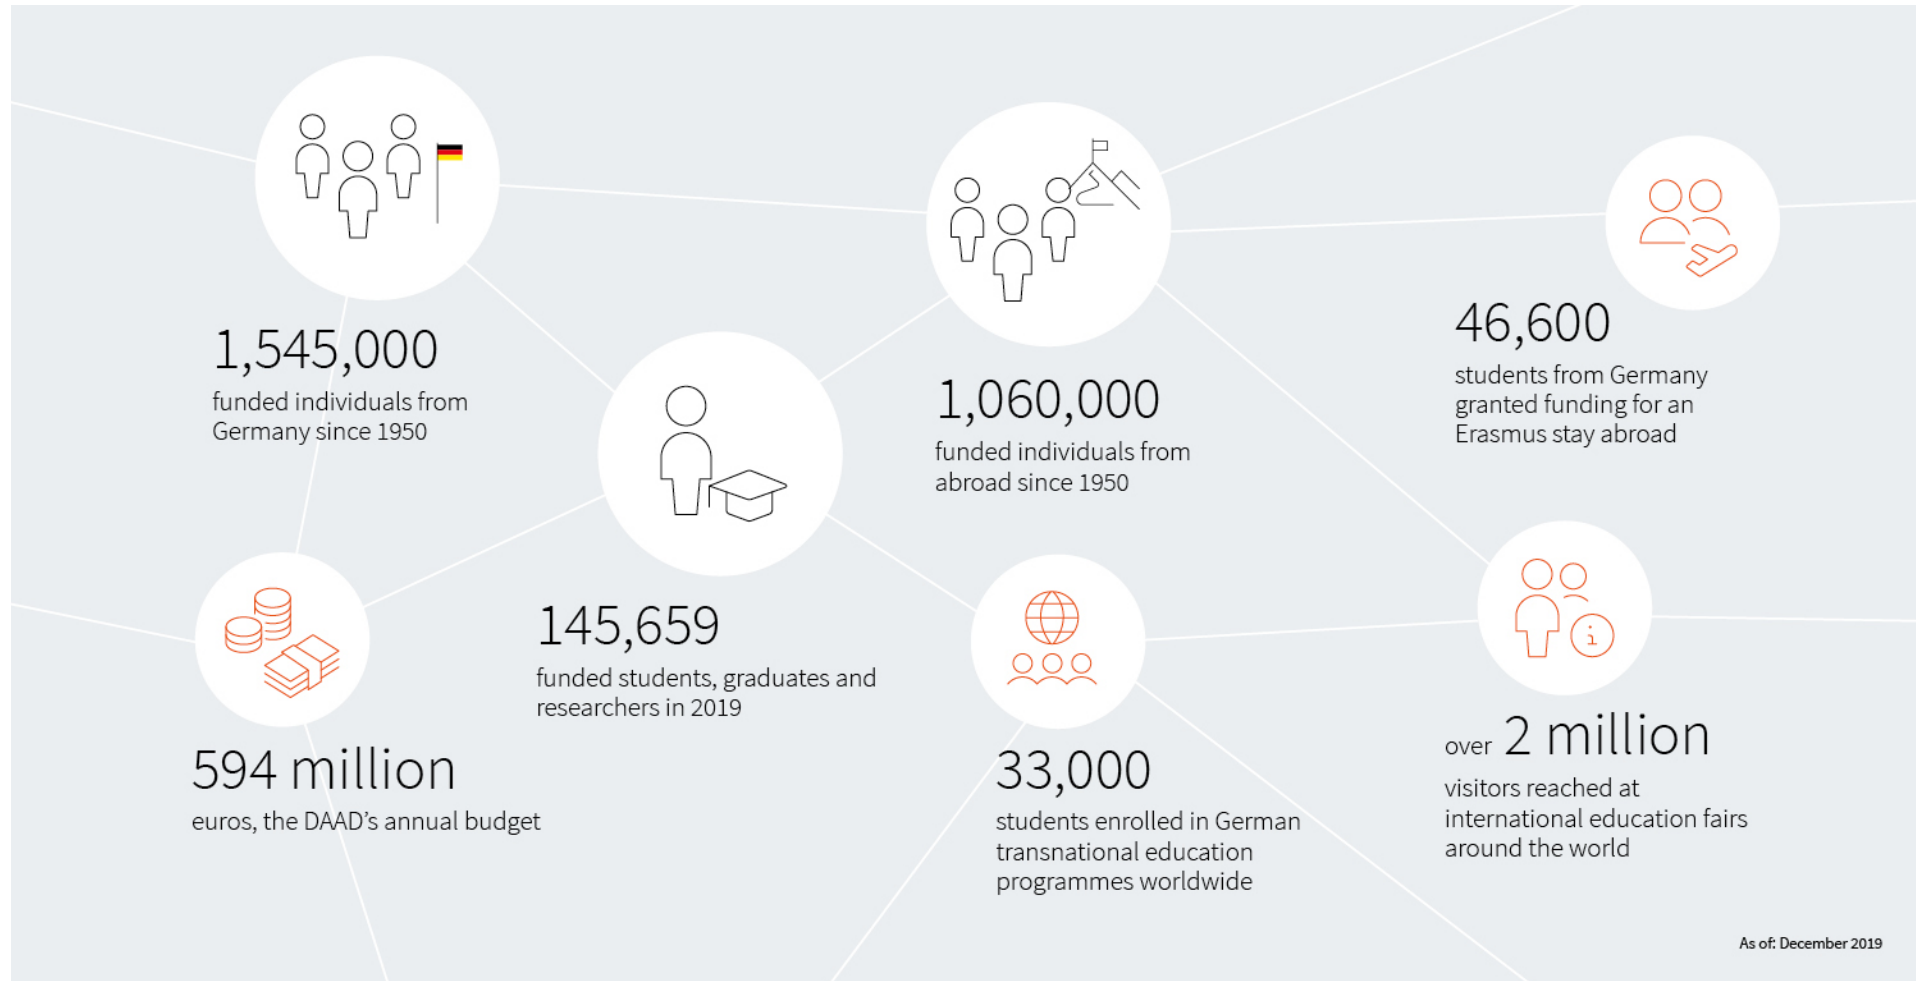 1,545,000
funded individuals from
Germany since 1950
1,060,000
funded individuals from
abroad since 1950
46,600
students from Germany
granted funding for an
Erasmus stay abroad
594 million
euros, the DAAD's annual budget
145,659
funded students, graduates and
researchers in 2019
33,000
students enrolled in German
transnational education
programmes worldwide
i
over 2 million
visitors reached at
international education fairs
around the world
As of: December 2019